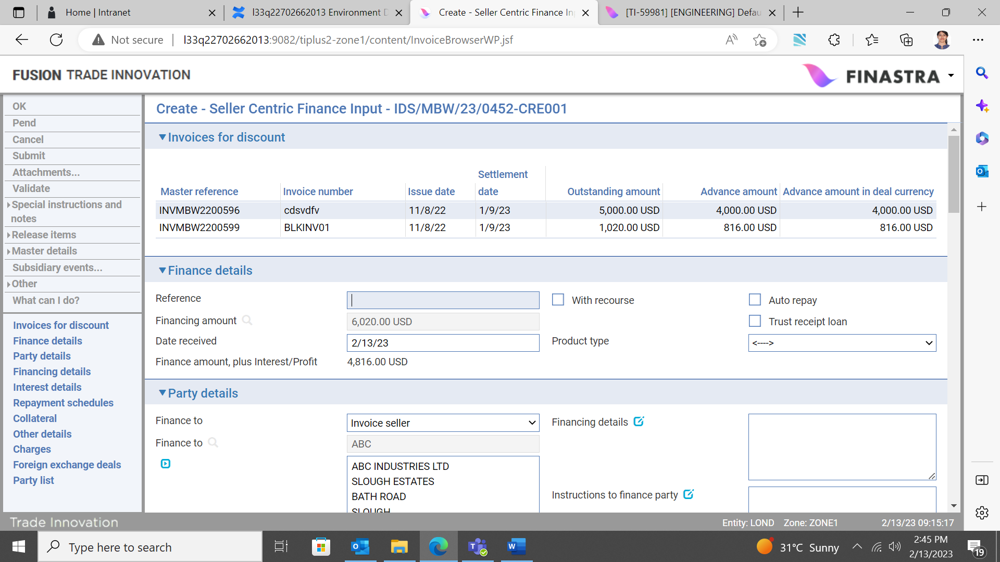 Home | Intranet
l33q22702662013 Environment D
Create - Seller Centric Finance In
[TI-59981] [ENGINEERING] Defau
Not secure
l33q22702662013:9082/tiplus2-zone1/content/InvoiceBrowserWP.jsf
FUSION TRADE INNOVATION
FINASTRA
OK
Pend
Cancel
Submit
Attachments...
Validate
Special instructions and
notes
Release items
Master details
Subsidiary events...
Other
What can I do?
Invoices for discount
Finance details
Party details
Financing details
Interest details
Repayment schedules
Collateral
Other details
Charges
Foreign exchange deals
Party list
Create - Seller Centric Finance Input - IDS/MBW/23/0452-CRE001
Invoices for discount
Master reference Invoice number Issue date Settlement date Outstanding amount Advance amount Advance amount in deal currency
INVMBW2200596 cdsvdfv 11/8/22 1/9/23 5,000.00 USD 4,000.00 USD 4,000.00 USD
INVMBW2200599 BLKINV01 11/8/22 1/9/23 1,020.00 USD 816.00 USD 816.00 USD
Finance details
Reference With recourse Auto repay
Financing amount 6,020.00 USD Trust receipt loan
Date received 2/13/23 Product type <---->
Finance amount, plus Interest/Profit 4,816.00 USD
Party details
Finance to Invoice seller Financing details
Finance to ABC
ABC INDUSTRIES LTD
SLOUGH ESTATES
BATH ROAD
SLOUGH
Instructions to finance party
Trade Innovation
Entity: LOND Zone: ZONE1 2/13/23 09:15:17
Type here to search
31°C Sunny
2:45 PM
2/13/2023
19